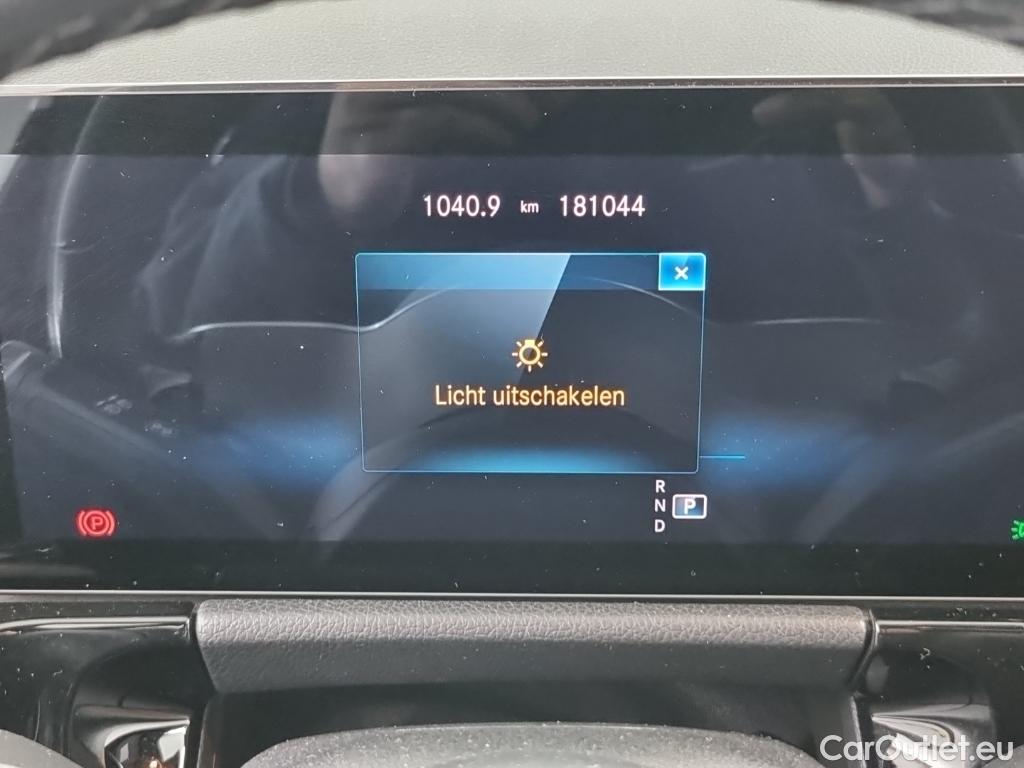 1040.9 km 181044
×
Licht uitschakelen
R
N P
D
P
CarOutlet.eu